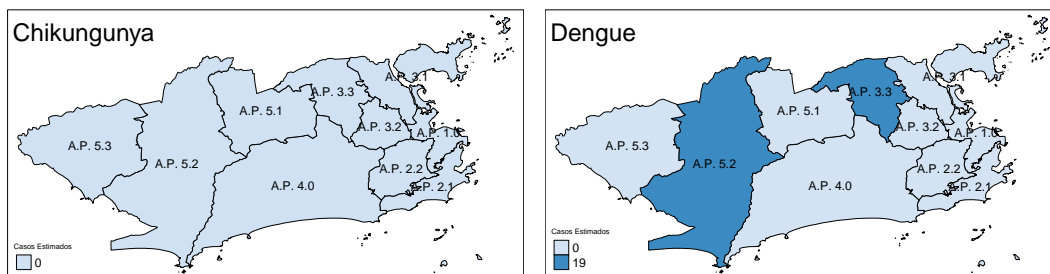 Chikungunya
A.P. 3.1
A.P. 3.3
A.P. 5.1
A.P. 3.2
A.P. 1.0
A.P. 5.3
A.P. 5.2
A.P. 2.2
A.P. 4.0
A.P. 2.1
Casos Estimados
0
Dengue
A.P. 3.1
A.P. 3.3
A.P. 5.1
A.P. 3.2
A.P. 1.0
A.P. 5.3
A.P. 5.2
A.P. 2.2
A.P. 4.0
A.P. 2.1
Casos Estimados
0
19